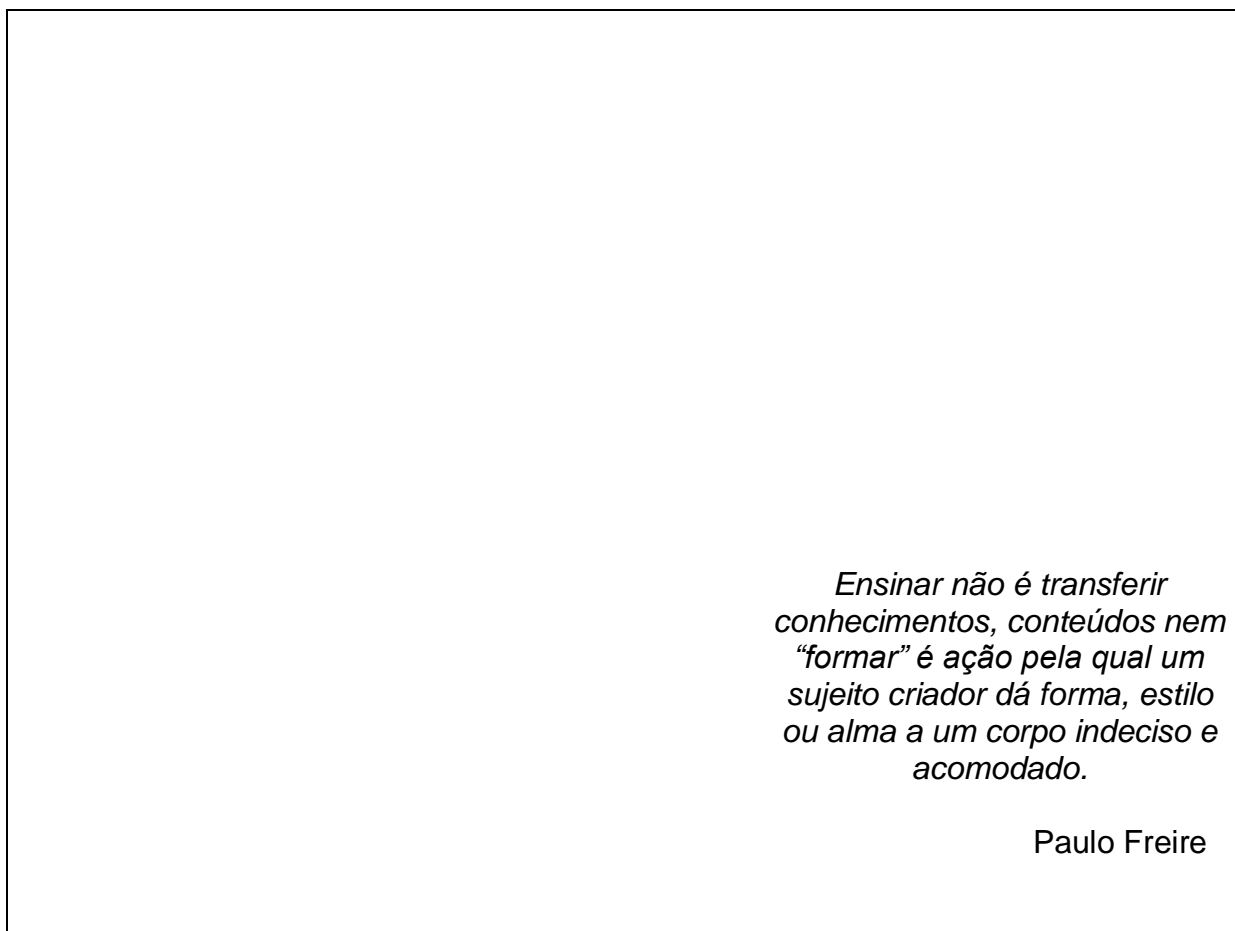 Ensinar não é transferir
conhecimentos, conteúdos nem
“formar” é ação pela qual um
sujeito criador dá forma, estilo
ou alma a um corpo indeciso e
acomodado.
Paulo Freire